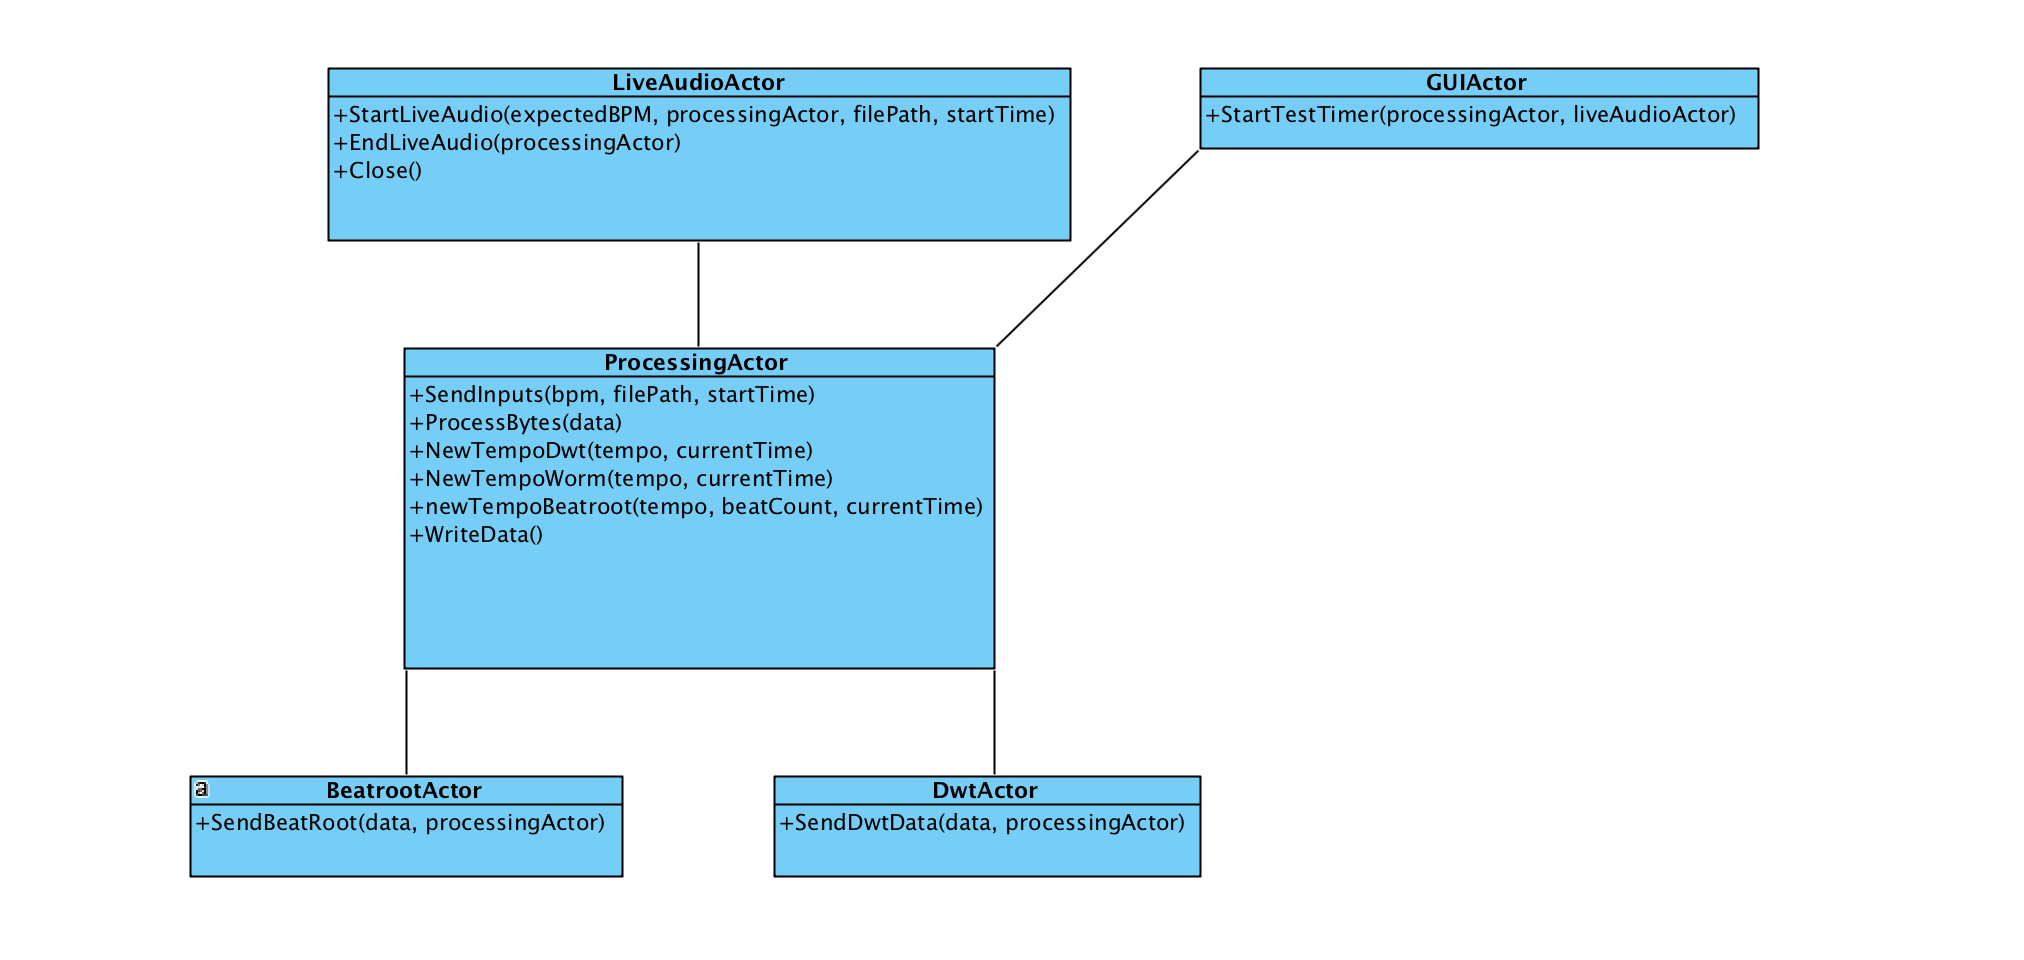 LiveAudioActor
+StartLiveAudio(expectedBPM, processingActor, filePath, startTime)
+EndLiveAudio(processingActor)
+Close()
GUIActor
+StartTestTimer(processingActor, liveAudioActor)
ProcessingActor
+SendInputs(bpm, filePath, startTime)
+ProcessBytes(data)
+NewTempoDwt(tempo, currentTime)
+NewTempoWorm(tempo, currentTime)
+newTempoBeatroot(tempo, beatCount, currentTime)
+WriteData()
a
BeatrootActor
+SendBeatRoot(data, processingActor)
DwtActor
+SendDwtData(data, processingActor)